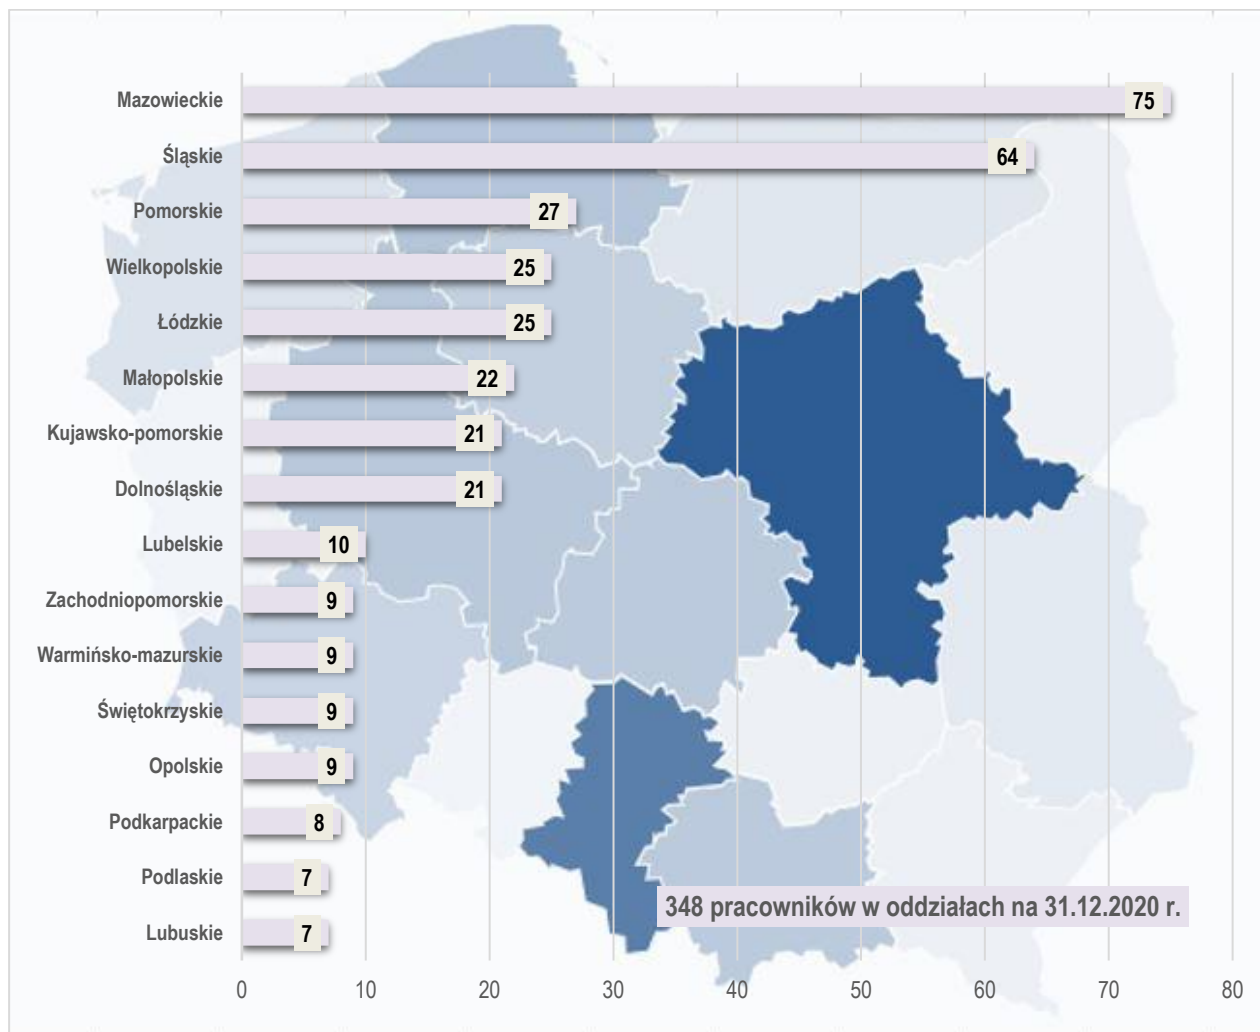 Mazowieckie 75
Śląskie 64
Pomorskie 27
Wielkopolskie 25
Łódzkie 25
Małopolskie 22
Kujawsko-pomorskie 21
Dolnośląskie 21
Lubelskie 10
Zachodniopomorskie 9
Warmińsko-mazurskie 9
Świętokrzyskie 9
Opolskie 9
Podkarpackie 8
Podlaskie 7
348 pracowników w oddziałach na 31.12.2020 r.
Lubuskie 7
0 10 20 30 40 50 60 70 80